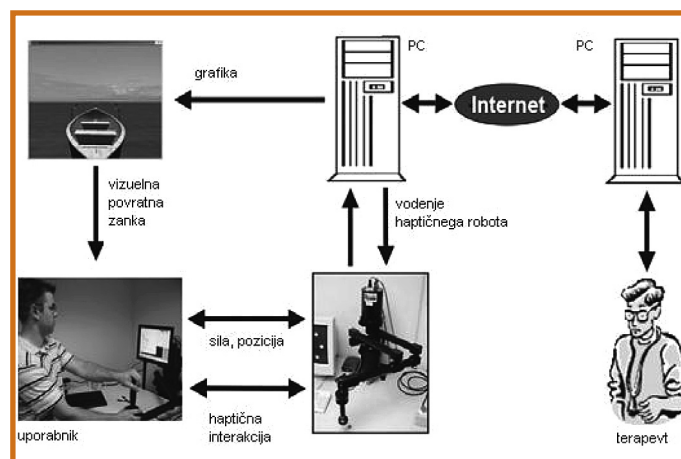 PC
PC
grafika
Internet
vizuelna
povratna
zanka
vodenje
haptičnega robota
sila, pozicija
haptična
interakcija
uporabnik
terapevt